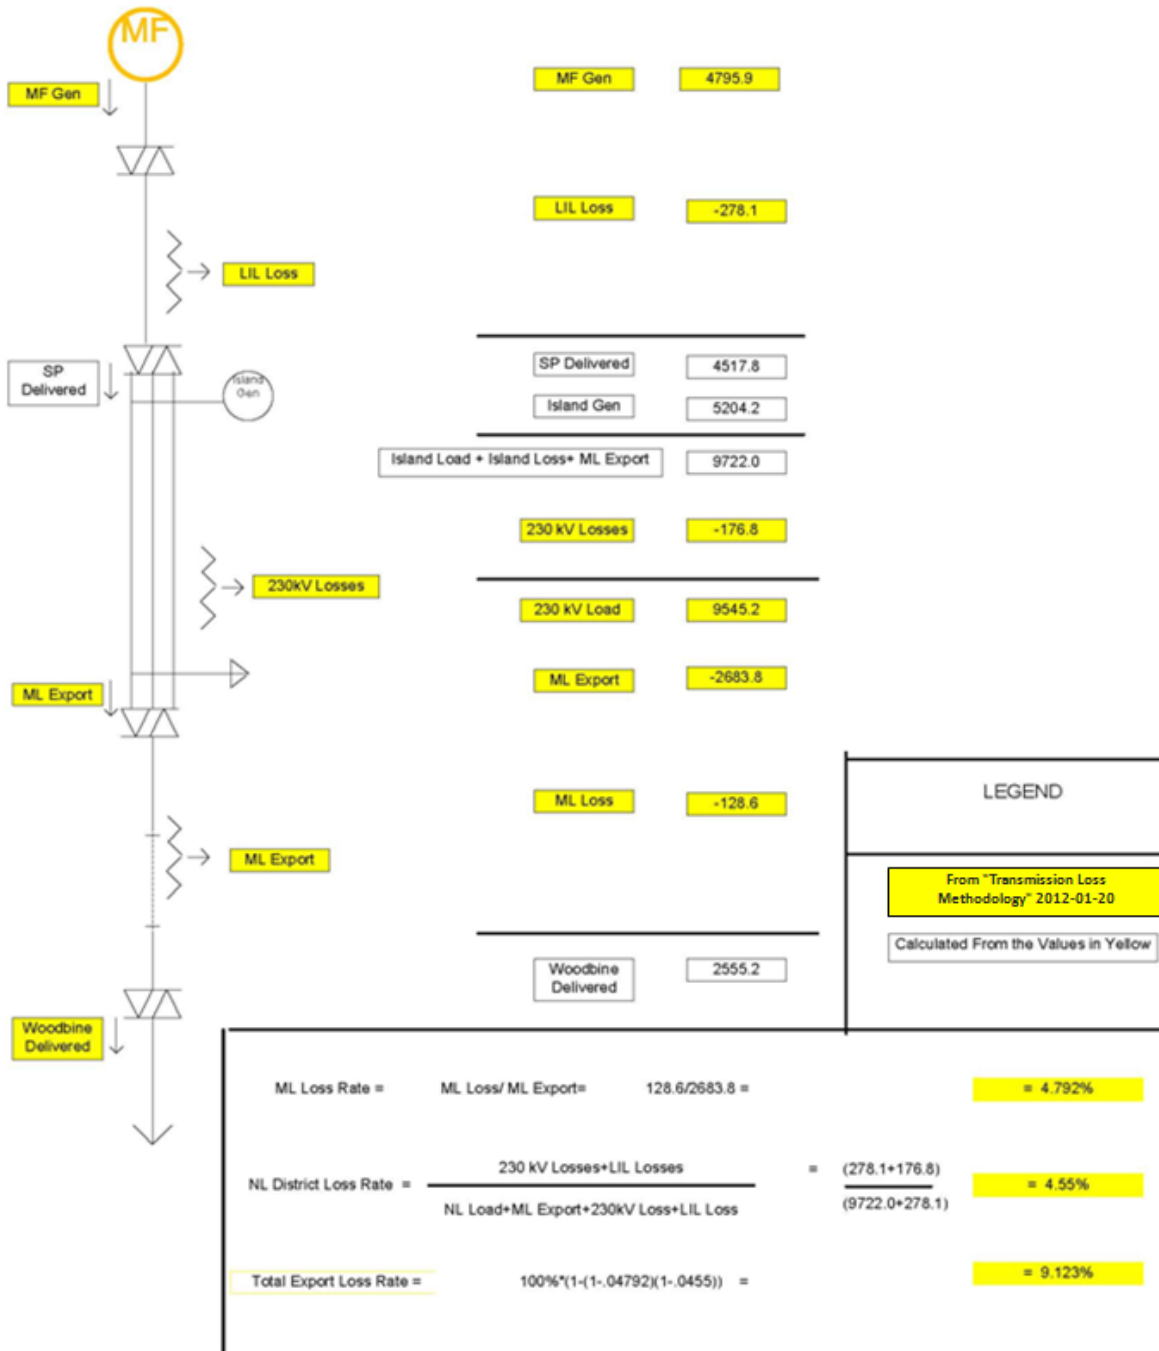 MF
MF Gen
MF Gen 4795.9
LIL Loss -278.1
LIL Loss
SP Delivered 4517.8
SP
Delivered
Island
Gen
Island Gen 5204.2
Island Load + Island Loss+ ML Export 9722.0
230 kV Losses -176.8
230kV Losses
230 kV Load 9545.2
ML Export -2683.8
ML Export
LEGEND
ML Loss -128.6
ML Export
From "Transmission Loss
Methodology" 2012-01-20
Calculated From the Values in Yellow
Woodbine
Delivered
2555.2
Woodbine
Delivered
ML Loss Rate = ML Loss/ ML Export= 128.6/2683.8 = = 4.792%
230 kV Losses+LIL Losses = (278.1+176.8)
NL District Loss Rate = = 4.55%
NL Load+ML Export+230kV Loss+LIL Loss (9722.0+278.1)
Total Export Loss Rate = 100%*(1-(1-.04792)(1-.0455)) = = 9.123%